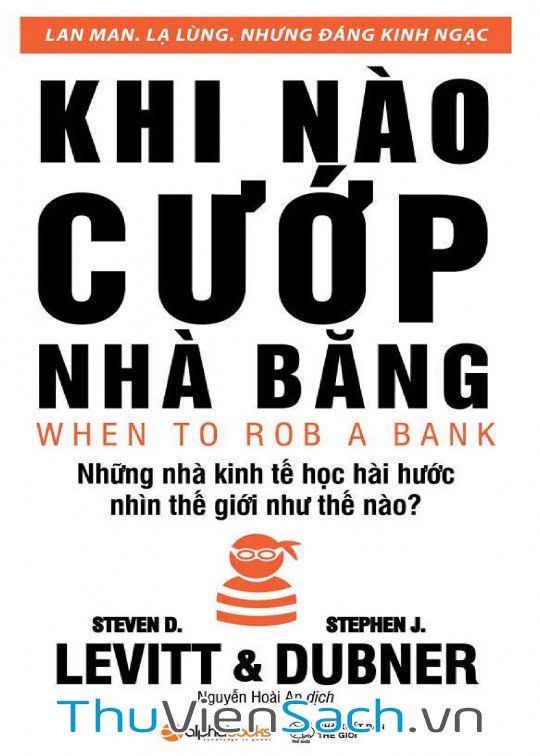 LAN MAN. LẠ LÙNG. NHƯNG ĐÁNG KINH NGẠC
KHI NÀO
CƯỚP
NHÀ BĂNG
WHEN TO ROB A BANK
Những nhà kinh tế học hài hước
nhìn thế giới như thế nào?
STEVEN D. STEPHEN J.
LEVITT & DUBNER
Nguyễn Hoài An dịch
ThuVienSach.vn
alphabooks
THẾ GIỚI